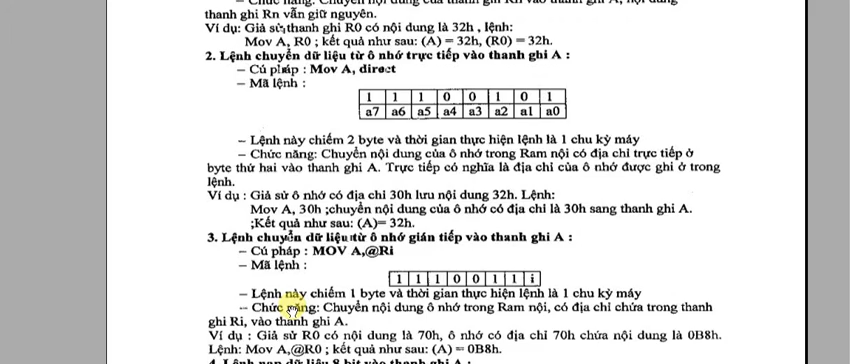 thanh ghi Rn vẫn giữ nguyên.
Ví dụ: Giả sử thanh ghi R0 có nội dung là 32h , lệnh:
Mov A, R0 ; kết quả như sau: (A) = 32h, (R0) = 32h.
2. Lệnh chuyển dữ liệu từ ô nhớ trực tiếp vào thanh ghi A :
− Cú pháp : Mov A, direct
− Mã lệnh :
1 1 1 0 0 1 0 1
a7 a6 a5 a4 a3 a2 a1 a0
− Lệnh này chiếm 2 byte và thời gian thực hiện lệnh là 1 chu kỳ máy
− Chức năng: Chuyển nội dung của ô nhớ trong Ram nội có địa chỉ trực tiếp ở
byte thứ hai vào thanh ghi A. Trực tiếp có nghĩa là địa chỉ của ô nhớ được ghi ở trong
lệnh.
Ví dụ : Giả sử ô nhớ có địa chỉ 30h lưu nội dung 32h. Lệnh:
Mov A, 30h ;chuyển nội dung của ô nhớ có địa chỉ là 30h sang thanh ghi A.
;Kết quả như sau: (A)= 32h.
3. Lệnh chuyển dữ liệu từ ô nhớ gián tiếp vào thanh ghi A :
− Cú pháp : MOV A,@Ri
− Mã lệnh :
1 1 1 0 0 1 1 i
− Lệnh này chiếm 1 byte và thời gian thực hiện lệnh là 1 chu kỳ máy
− Chức năng: Chuyển nội dung ô nhớ trong Ram nội, có địa chỉ chứa trong thanh
ghi Ri, vào thanh ghi A.
Ví dụ : Giả sử R0 có nội dung là 70h, ô nhớ có địa chỉ 70h chứa nội dung là 0B8h.
Lệnh: Mov A,@R0 ; kết quả như sau: (A) = 0B8h.